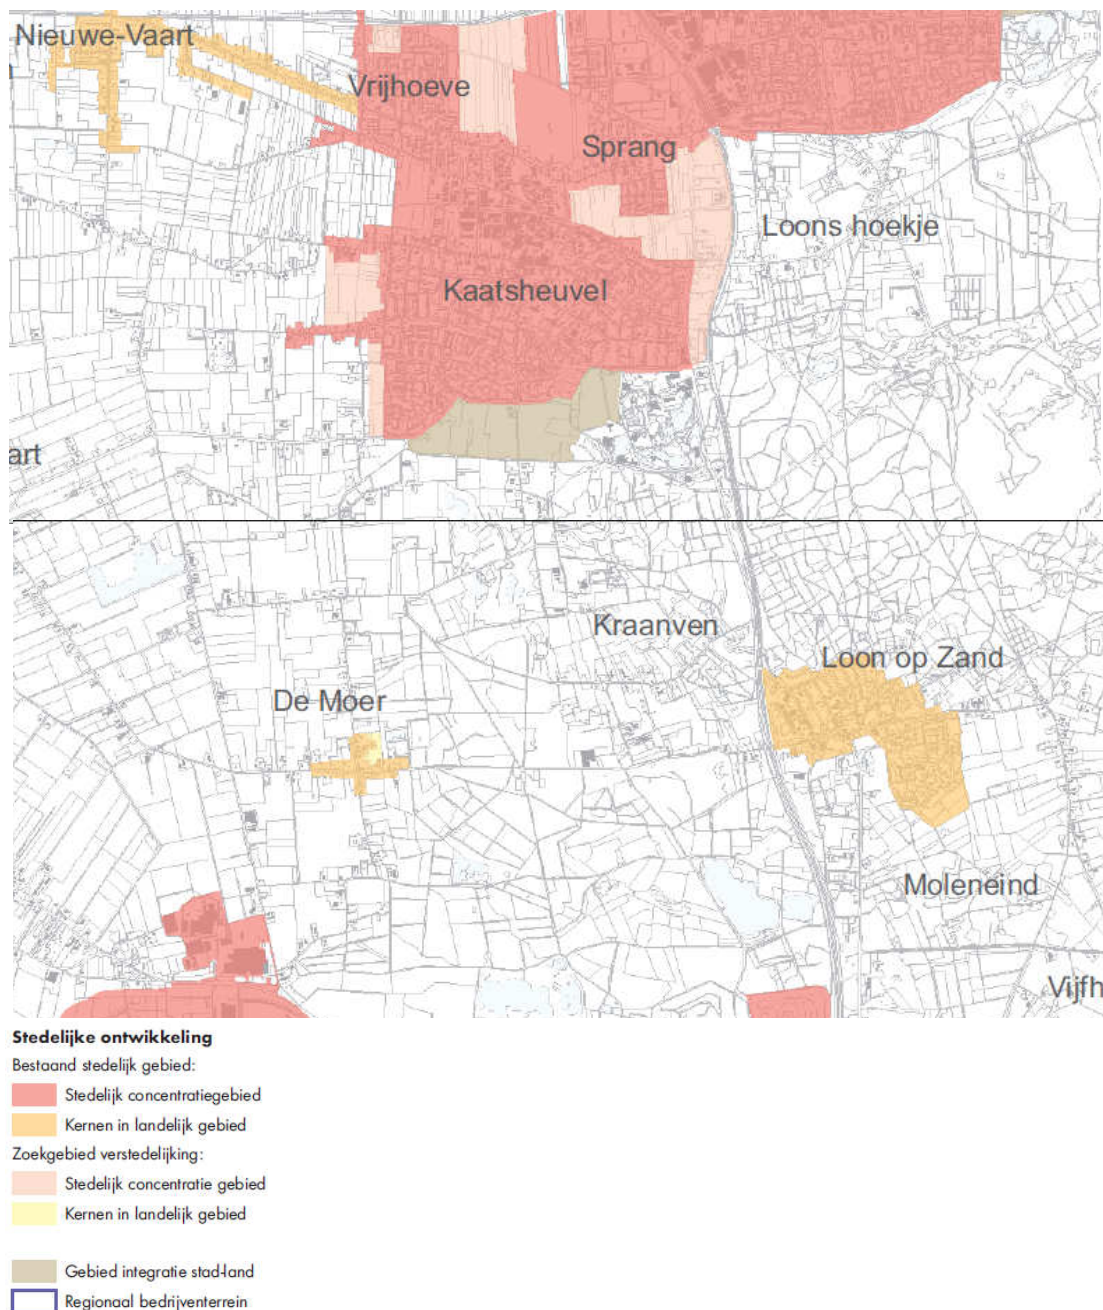 Nieuwe-Vaart
Vrijhoeve
Sprang
Loons hoekje
Kaatsheuvel
art
Kraanven
Loon op Zand
De Moer
Moleneind
Vijfh
Stedelijke ontwikkeling
Bestaand stedelijk gebied:
Stedelijk concentratiegebied
Kernen in landelijk gebied
Zoekgebied verstedelijking:
Stedelijk concentratie gebied
Kernen in landelijk gebied
Gebied integratie stad-land
Regionaal bedrijventerrein